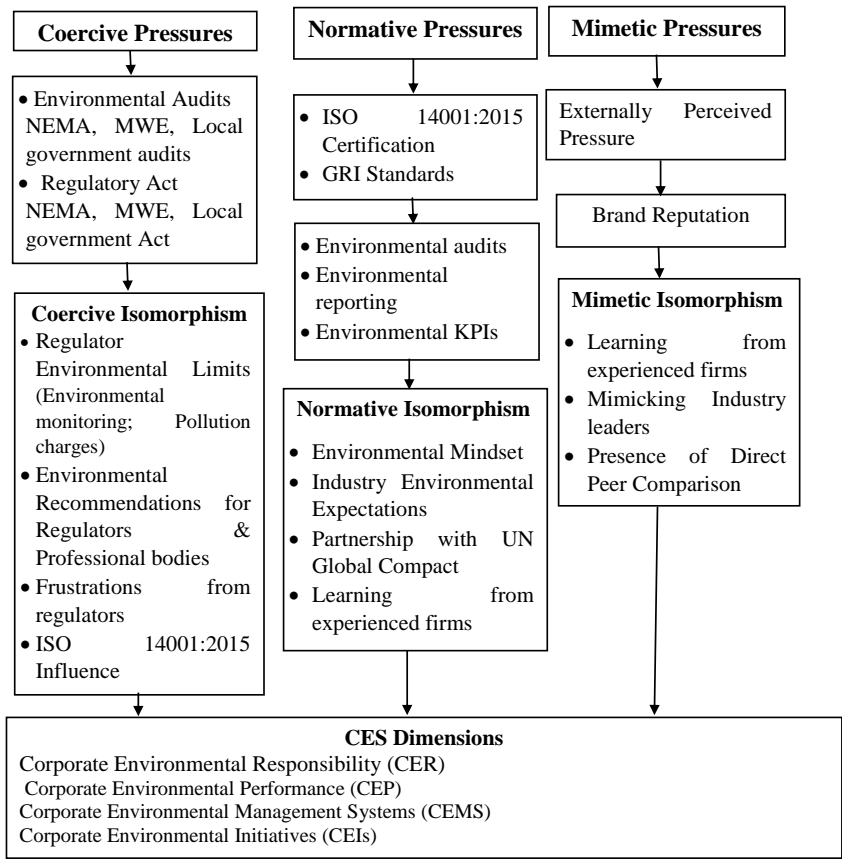 Coercive Pressures
• Environmental Audits
NEMA, MWE, Local
government audits
• Regulatory Act
NEMA, MWE, Local
government Act
Coercive Isomorphism
• Regulator
Environmental Limits
(Environmental
monitoring; Pollution
charges)
• Environmental
Recommendations for
Regulators &
Professional bodies
• Frustrations from
regulators
• ISO 14001:2015
Influence
Normative Pressures
• ISO 14001:2015
Certification
• GRI Standards
• Environmental audits
• Environmental
reporting
• Environmental KPIs
Normative Isomorphism
• Environmental Mindset
• Industry Environmental
Expectations
• Partnership with UN
Global Compact
• Learning from
experienced firms
Mimetic Pressures
Externally Perceived
Pressure
Brand Reputation
Mimetic Isomorphism
• Learning from
experienced firms
• Mimicking Industry
leaders
• Presence of Direct
Peer Comparison
CES Dimensions
Corporate Environmental Responsibility (CER)
Corporate Environmental Performance (CEP)
Corporate Environmental Management Systems (CEMS)
Corporate Environmental Initiatives (CEIs)